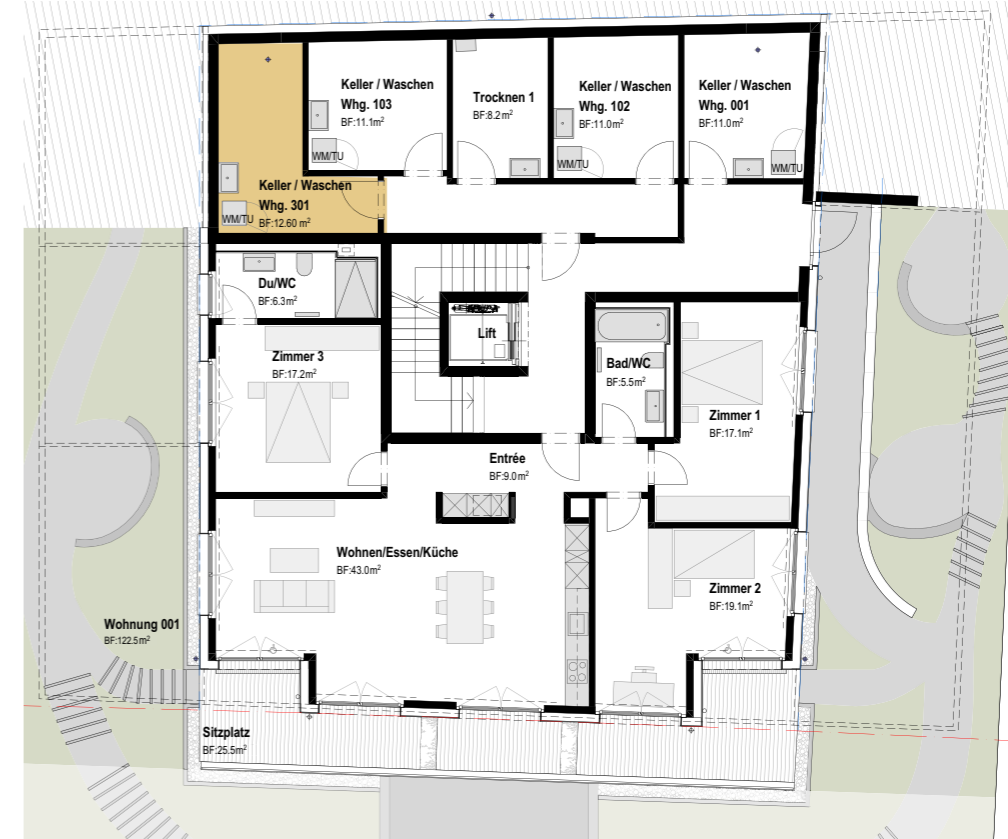 Keller / Waschen
Whg. 103
BF:11.1m²
WM/TU
Trocknen 1
BF:8.2m²
Keller / Waschen
Whg. 102
BF:11.0m²
WM/TU
Keller / Waschen
Whg. 001
BF:11.0m²
WM/TU
Keller / Waschen
Whg. 301
BF:12.60 m²
WM/TU
Du/WC
BF:6.3m²
Lift
Zimmer 3
BF:17.2m²
Bad/WC
BF:5.5m²
Zimmer 1
BF:17.1m²
Entrée
BF:9.0m²
Wohnen/Essen/Küche
BF:43.0m²
Zimmer 2
BF:19.1m²
Wohnung 001
BF:122.5m²
Sitzplatz
BF:25.5m²